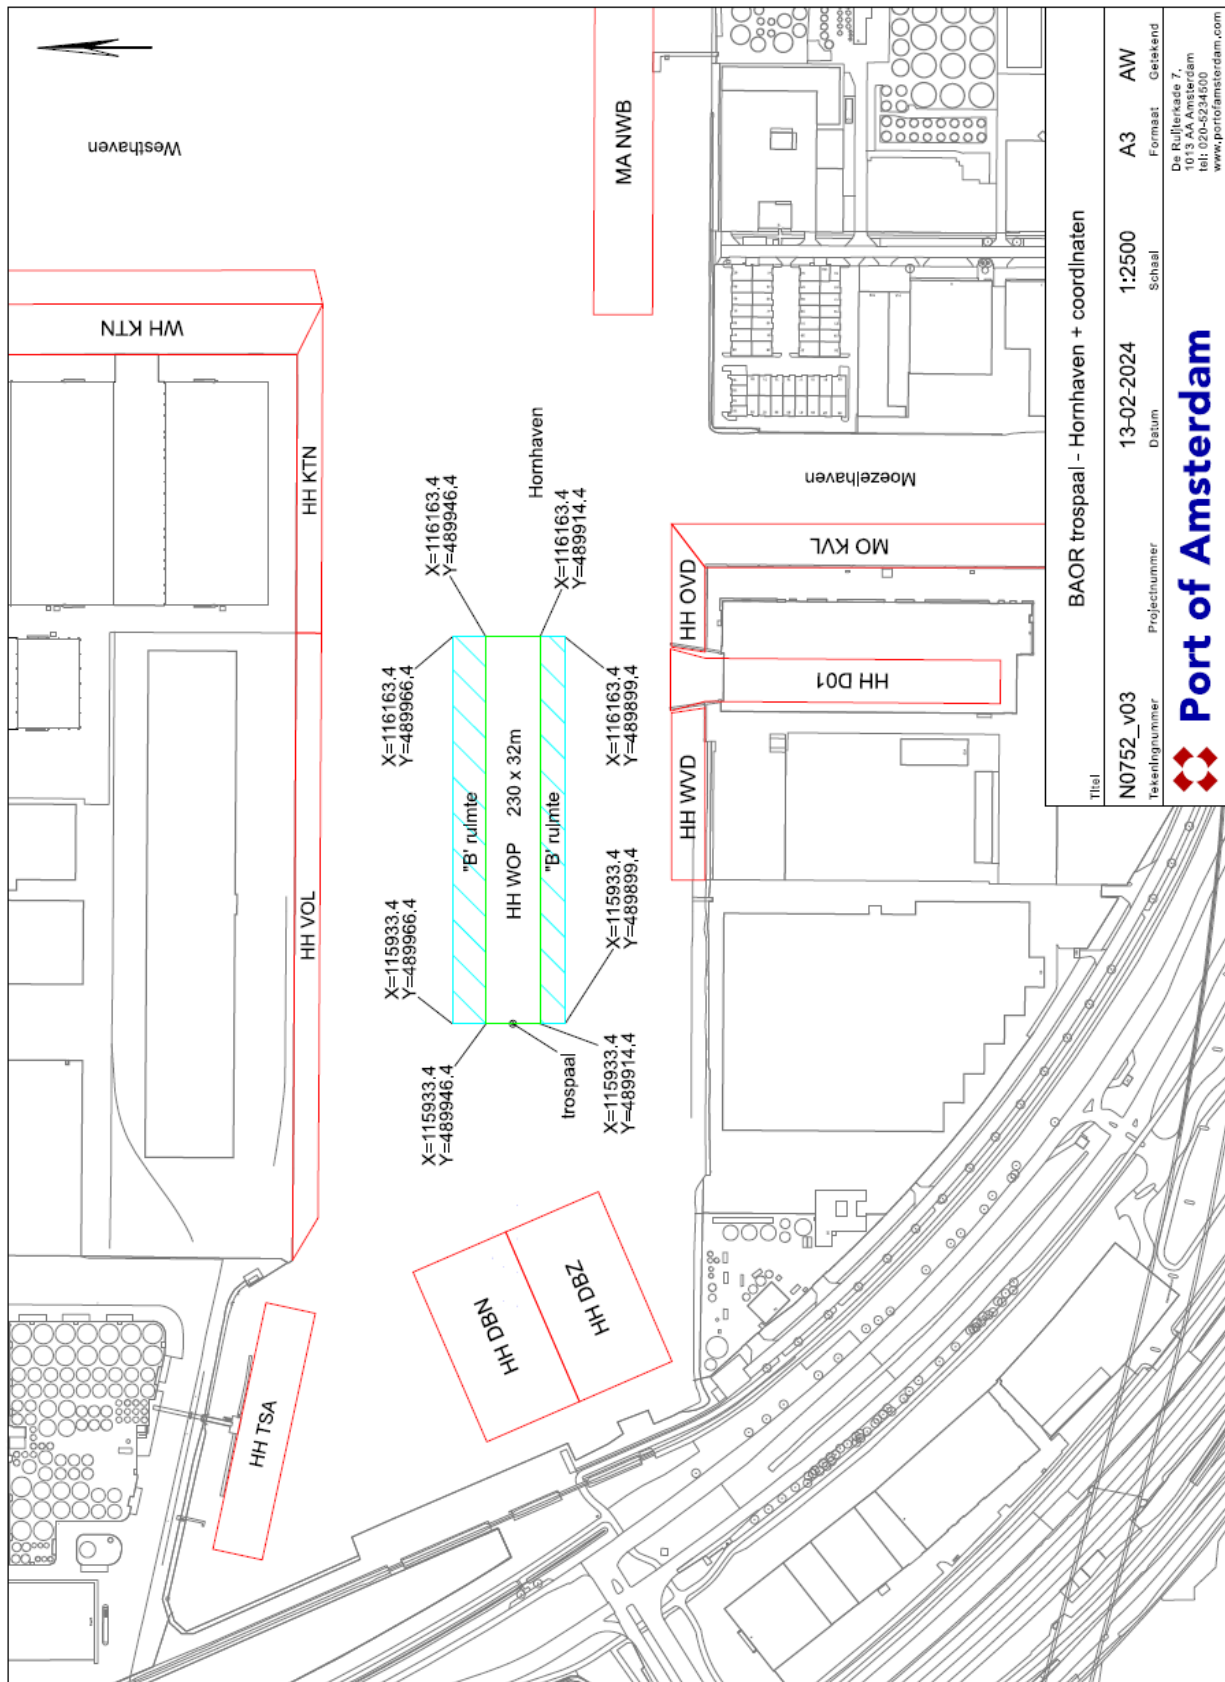 Westhaven
WH KTN
HH KTN
HH VOL
HH TSA
MA NWB
Hornhaven
X=116163.4
Y=489946.4
X=116163.4
Y=489914.4
X=116163.4
Y=489966.4
X=116163.4
Y=489899.4
"B' ruimte
HH WOP 230 x 32m
"B' ruimte
X=115933.4
Y=489966.4
X=115933.4
Y=489899.4
X=115933.4
Y=489946.4
trospaal
X=115933.4
Y=489914.4
HH DBN
HH DBZ
Moezelhaven
MO KVL
HH OVD
HH D01
HH WVD
Titel
BAOR trospaal - Hornhaven + coordinaten
N0752_v03
13-02-2024
1:2500
A3
AW
Tekeningnummer
Projectnummer
Datum
Schaal
Formaat
Getekend
Port of Amsterdam
De Ruijterkade 7,
1013 AA Amsterdam
tel: 020-5234500
www.portofamsterdam.com